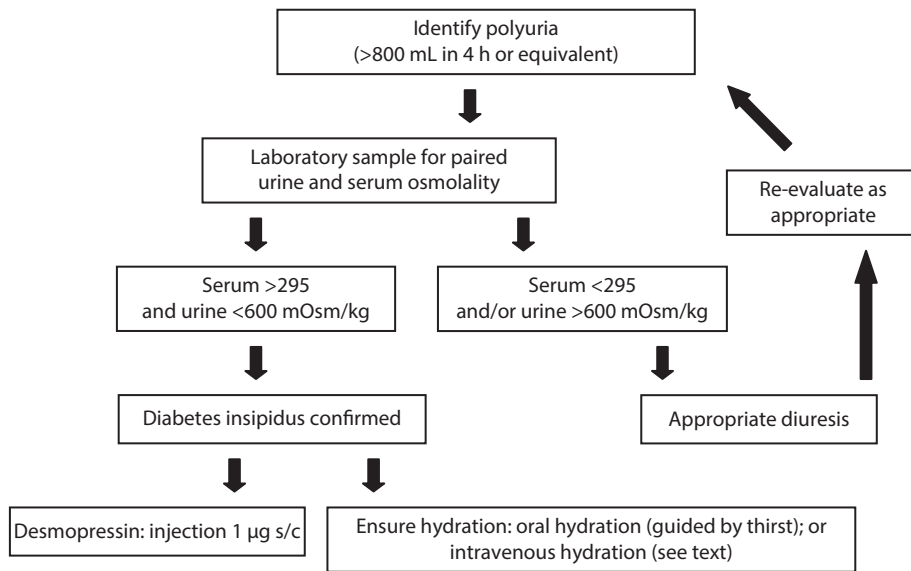 Identify polyuria
(>800 mL in 4 h or equivalent)
Laboratory sample for paired
urine and serum osmolality
Re-evaluate as
appropriate
Serum >295
and urine <600 mOsm/kg
Serum <295
and/or urine >600 mOsm/kg
Diabetes insipidus confirmed
Appropriate diuresis
Desmopressin: injection 1 µg s/c
Ensure hydration: oral hydration (guided by thirst); or
intravenous hydration (see text)